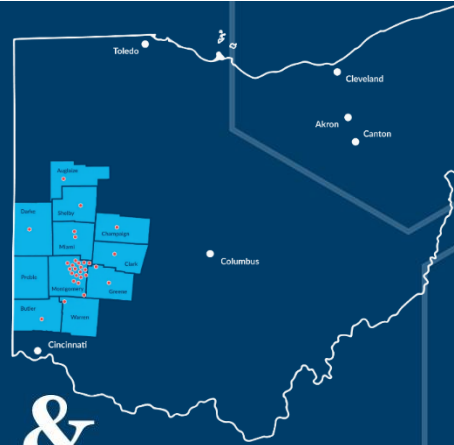 Toledo
Cleveland
Akron
Canton
Auglaize
Darke
Shelby
Champaign
Miami
Clark
Columbus
Preble
Montgomery
Greene
Butler
Warren
Cincinnati
&